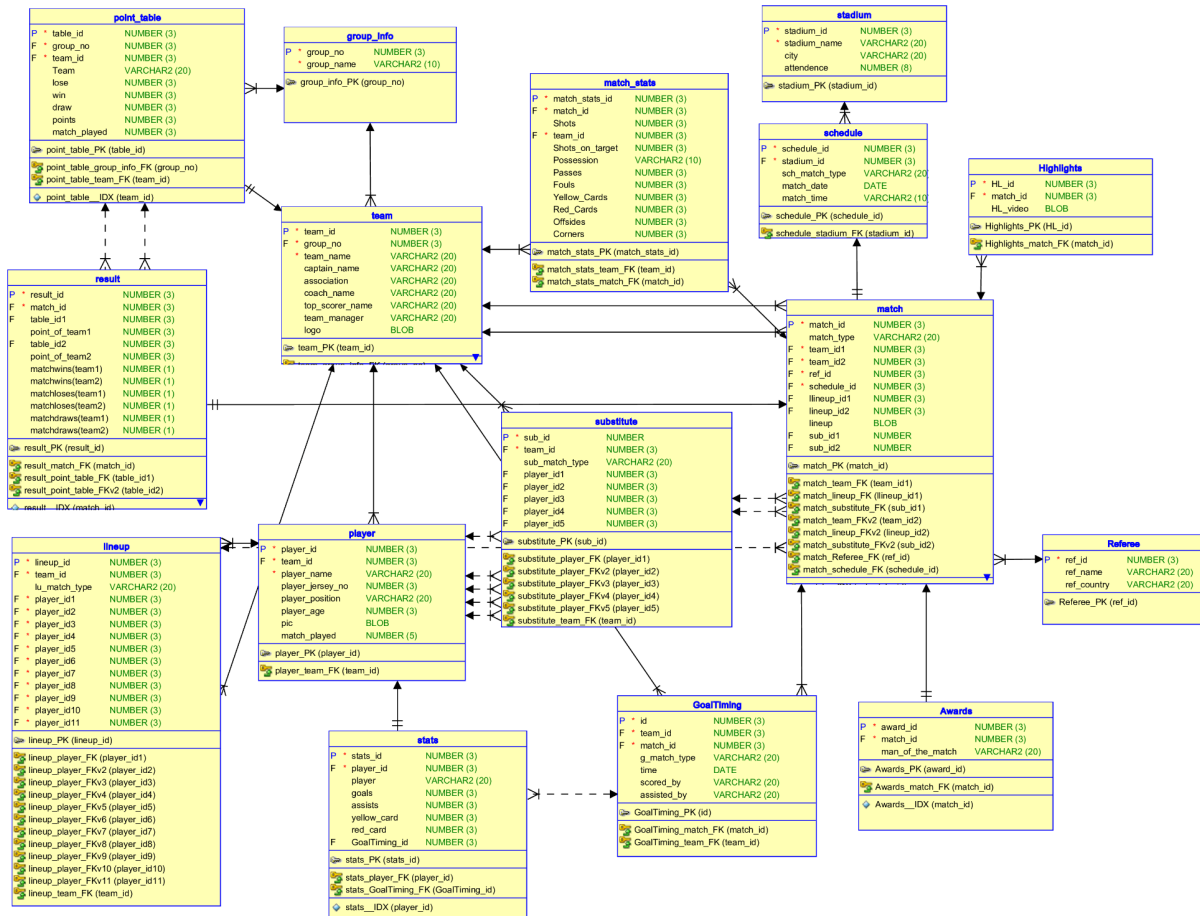 point_table
P * table_id NUMBER (3)
F * group_no NUMBER (3)
F * team_id NUMBER (3)
Team VARCHAR2 (20)
lose NUMBER (3)
win NUMBER (3)
draw NUMBER (3)
points NUMBER (3)
match_played NUMBER (3)
point_table_PK (table_id)
point_table_group_info_FK (group_no)
point_table_team_FK (team_id)
point_table__IDX (team_id)
group_info
P * group_no NUMBER (3)
* group_name VARCHAR2 (10)
group_info_PK (group_no)
match_stats
P * match_stats_id NUMBER (3)
F * match_id NUMBER (3)
Shots NUMBER (3)
F * team_id NUMBER (3)
Shots_on_target NUMBER (3)
Possession VARCHAR2 (10)
Passes NUMBER (3)
Fouls NUMBER (3)
Yellow_Cards NUMBER (3)
Red_Cards NUMBER (3)
Offsides NUMBER (3)
Corners NUMBER (3)
match_stats_PK (match_stats_id)
match_stats_team_FK (team_id)
match_stats_match_FK (match_id)
stadium
P * stadium_id NUMBER (3)
* stadium_name VARCHAR2 (20)
city VARCHAR2 (20)
attendence NUMBER (8)
stadium_PK (stadium_id)
schedule
P * schedule_id NUMBER (3)
F * stadium_id NUMBER (3)
sch_match_type VARCHAR2 (20
match_date DATE
match_time VARCHAR2 (10
schedule_PK (schedule_id)
schedule_stadium_FK (stadium_id)
Highlights
P * HL_id NUMBER (3)
F * match_id NUMBER (3)
HL_video BLOB
Highlights_PK (HL_id)
Highlights_match_FK (match_id)
team
P * team_id NUMBER (3)
F * group_no NUMBER (3)
* team_name VARCHAR2 (20)
captain_name VARCHAR2 (20)
association VARCHAR2 (20)
coach_name VARCHAR2 (20)
top_scorer_name VARCHAR2 (20)
team_manager VARCHAR2 (20)
logo BLOB
team_PK (team_id)
result
P * result_id NUMBER (3)
F * match_id NUMBER (3)
F table_id1 NUMBER (3)
point_of_team1 NUMBER (3)
F table_id2 NUMBER (3)
point_of_team2 NUMBER (3)
matchwins(team1) NUMBER (1)
matchwins(team2) NUMBER (1)
matchloses(team1) NUMBER (1)
matchloses(team2) NUMBER (1)
matchdraws(team1) NUMBER (1)
matchdraws(team2) NUMBER (1)
result_PK (result_id)
result_match_FK (match_id)
result_point_table_FK (table_id1)
result_point_table_FKv2 (table_id2)
result__IDX (match_id)
match
P * match_id NUMBER (3)
match_type VARCHAR2 (20)
F * team_id1 NUMBER (3)
F * team_id2 NUMBER (3)
F * ref_id NUMBER (3)
F * schedule_id NUMBER (3)
F llineup_id1 NUMBER (3)
F lineup_id2 NUMBER (3)
lineup BLOB
F sub_id1 NUMBER
F sub_id2 NUMBER
match_PK (match_id)
match_team_FK (team_id1)
match_lineup_FK (llineup_id1)
match_substitute_FK (sub_id1)
match_team_FKv2 (team_id2)
match_lineup_FKv2 (lineup_id2)
match_substitute_FKv2 (sub_id2)
match_Referee_FK (ref_id)
match_schedule_FK (schedule_id)
substitute
P * sub_id NUMBER
F * team_id NUMBER (3)
sub_match_type VARCHAR2 (20)
F player_id1 NUMBER (3)
F player_id2 NUMBER (3)
F player_id3 NUMBER (3)
F player_id4 NUMBER (3)
F player_id5 NUMBER (3)
substitute_PK (sub_id)
substitute_player_FK (player_id1)
substitute_player_FKv2 (player_id2)
substitute_player_FKv3 (player_id3)
substitute_player_FKv4 (player_id4)
substitute_player_FKv5 (player_id5)
substitute_team_FK (team_id)
player
P * player_id NUMBER (3)
F * team_id NUMBER (3)
* player_name VARCHAR2 (20)
player_jersey_no NUMBER (3)
player_position VARCHAR2 (20)
player_age NUMBER (3)
pic BLOB
match_played NUMBER (5)
player_PK (player_id)
player_team_FK (team_id)
lineup
P * lineup_id NUMBER (3)
F * team_id NUMBER (3)
lu_match_type VARCHAR2 (20)
F * player_id1 NUMBER (3)
F * player_id2 NUMBER (3)
F * player_id3 NUMBER (3)
F * player_id4 NUMBER (3)
F * player_id5 NUMBER (3)
F * player_id6 NUMBER (3)
F * player_id7 NUMBER (3)
F * player_id8 NUMBER (3)
F * player_id9 NUMBER (3)
F * player_id10 NUMBER (3)
F * player_id11 NUMBER (3)
lineup_PK (lineup_id)
lineup_player_FK (player_id1)
lineup_player_FKv2 (player_id2)
lineup_player_FKv3 (player_id3)
lineup_player_FKv4 (player_id4)
lineup_player_FKv5 (player_id5)
lineup_player_FKv6 (player_id6)
lineup_player_FKv7 (player_id7)
lineup_player_FKv8 (player_id8)
lineup_player_FKv9 (player_id9)
lineup_player_FKv10 (player_id10)
lineup_player_FKv11 (player_id11)
lineup_team_FK (team_id)
Referee
P * ref_id NUMBER (3)
ref_name VARCHAR2 (20)
ref_country VARCHAR2 (20)
Referee_PK (ref_id)
stats
P * stats_id NUMBER (3)
F * player_id NUMBER (3)
player VARCHAR2 (20)
goals NUMBER (3)
assists NUMBER (3)
yellow_card NUMBER (3)
red_card NUMBER (3)
F GoalTiming_id NUMBER (3)
stats_PK (stats_id)
stats_player_FK (player_id)
stats_GoalTiming_FK (GoalTiming_id)
stats__IDX (player_id)
GoalTiming
P * id NUMBER (3)
F * team_id NUMBER (3)
F * match_id NUMBER (3)
g_match_type VARCHAR2 (20)
time DATE
scored_by VARCHAR2 (20)
assisted_by VARCHAR2 (20)
GoalTiming_PK (id)
GoalTiming_match_FK (match_id)
GoalTiming_team_FK (team_id)
Awards
P * award_id NUMBER (3)
F * match_id NUMBER (3)
man_of_the_match VARCHAR2 (20)
Awards_PK (award_id)
Awards_match_FK (match_id)
Awards__IDX (match_id)